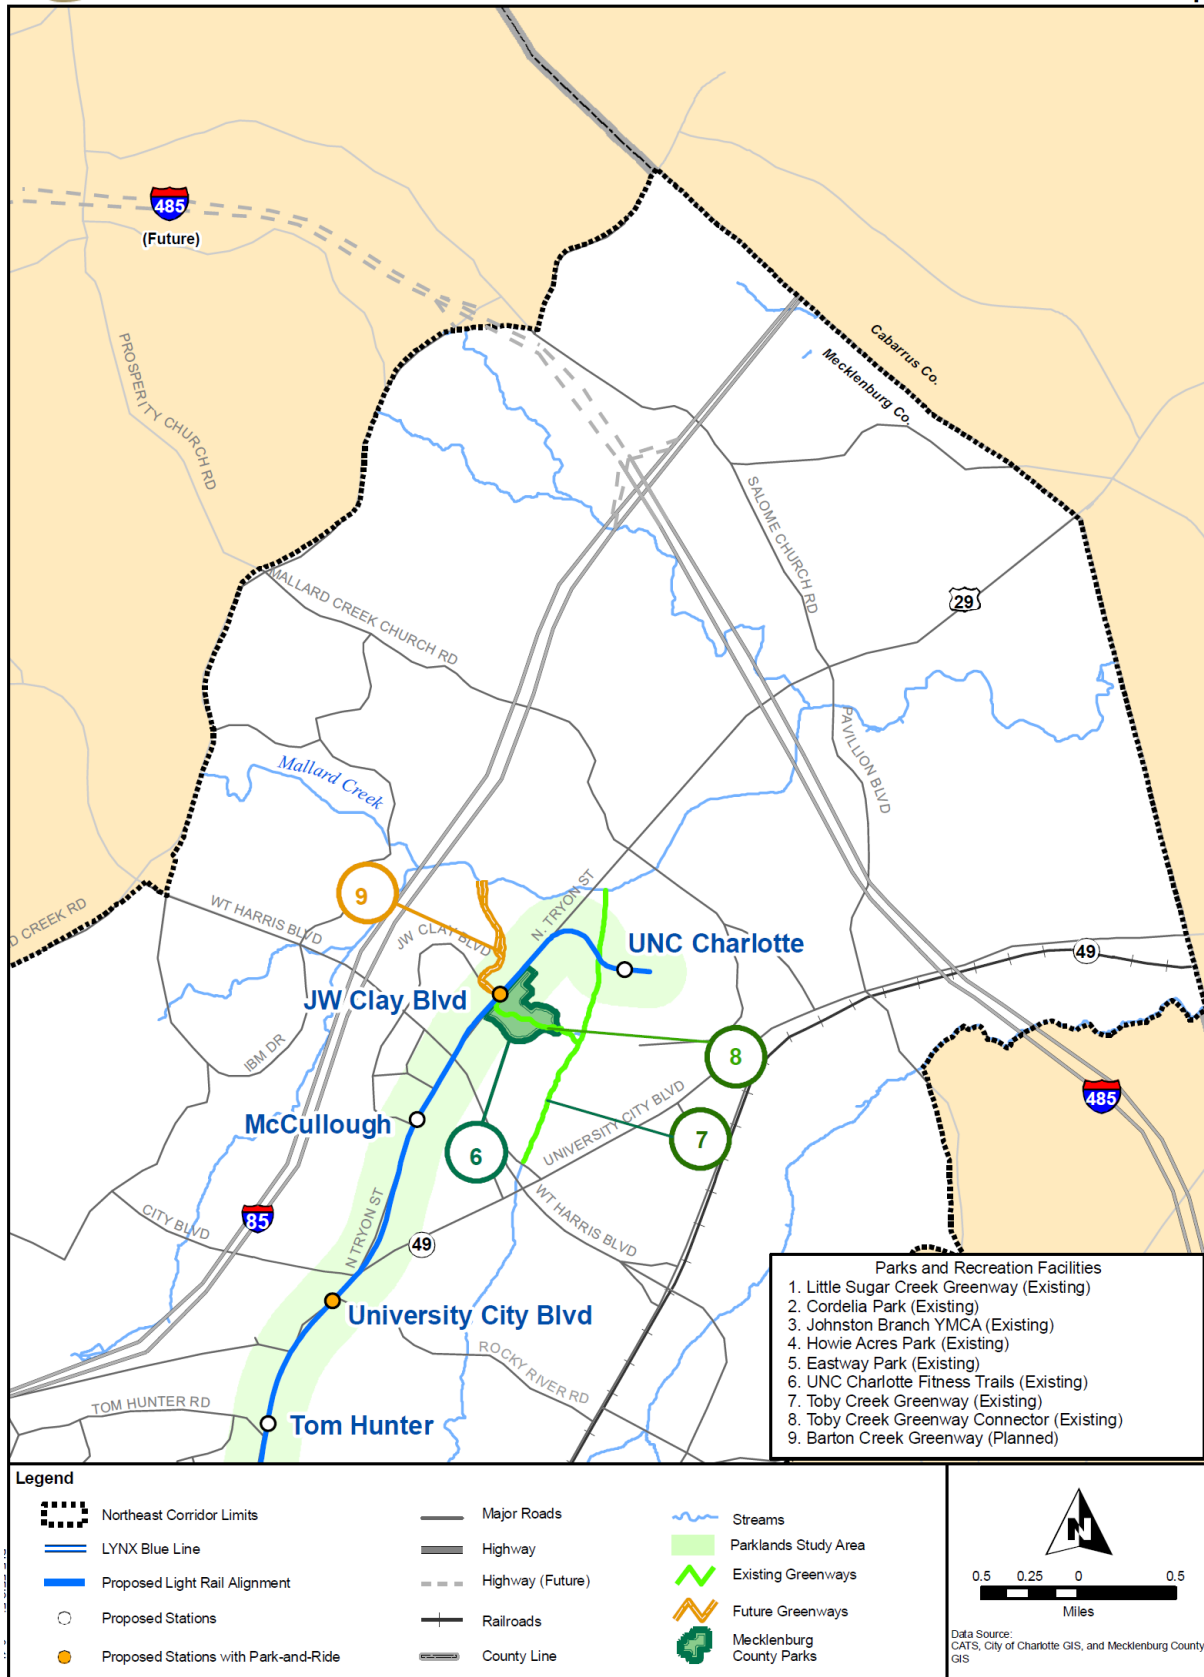 485
(Future)
PROSPERITY CHURCH RD
Cabarrus Co.
Mecklenburg Co.
SALOME CHURCH RD
29
MALLARD CREEK CHURCH RD
PAVILLION BLVD
Mallard Creek
9
WT HARRIS BLVD
D CREEK RD
JW CLAY BLVD
N. TRYON ST
UNC Charlotte
49
JW Clay Blvd
IBM DR
8
485
McCullough
UNIVERSITY CITY BLVD
7
6
WT HARRIS BLVD
CITY BLVD
85
N TRYON ST
49
University City Blvd
ROCKY RIVER RD
TOM HUNTER RD
Tom Hunter
Parks and Recreation Facilities
1. Little Sugar Creek Greenway (Existing)
2. Cordelia Park (Existing)
3. Johnston Branch YMCA (Existing)
4. Howie Acres Park (Existing)
5. Eastway Park (Existing)
6. UNC Charlotte Fitness Trails (Existing)
7. Toby Creek Greenway (Existing)
8. Toby Creek Greenway Connector (Existing)
9. Barton Creek Greenway (Planned)
Legend
Northeast Corridor Limits
LYNX Blue Line
Proposed Light Rail Alignment
Proposed Stations
Proposed Stations with Park-and-Ride
Major Roads
Highway
Highway (Future)
Railroads
County Line
Streams
Parklands Study Area
Existing Greenways
Future Greenways
Mecklenburg
County Parks
N
0.5 0.25 0 0.5
Miles
Data Source:
CATS, City of Charlotte GIS, and Mecklenburg County
GIS